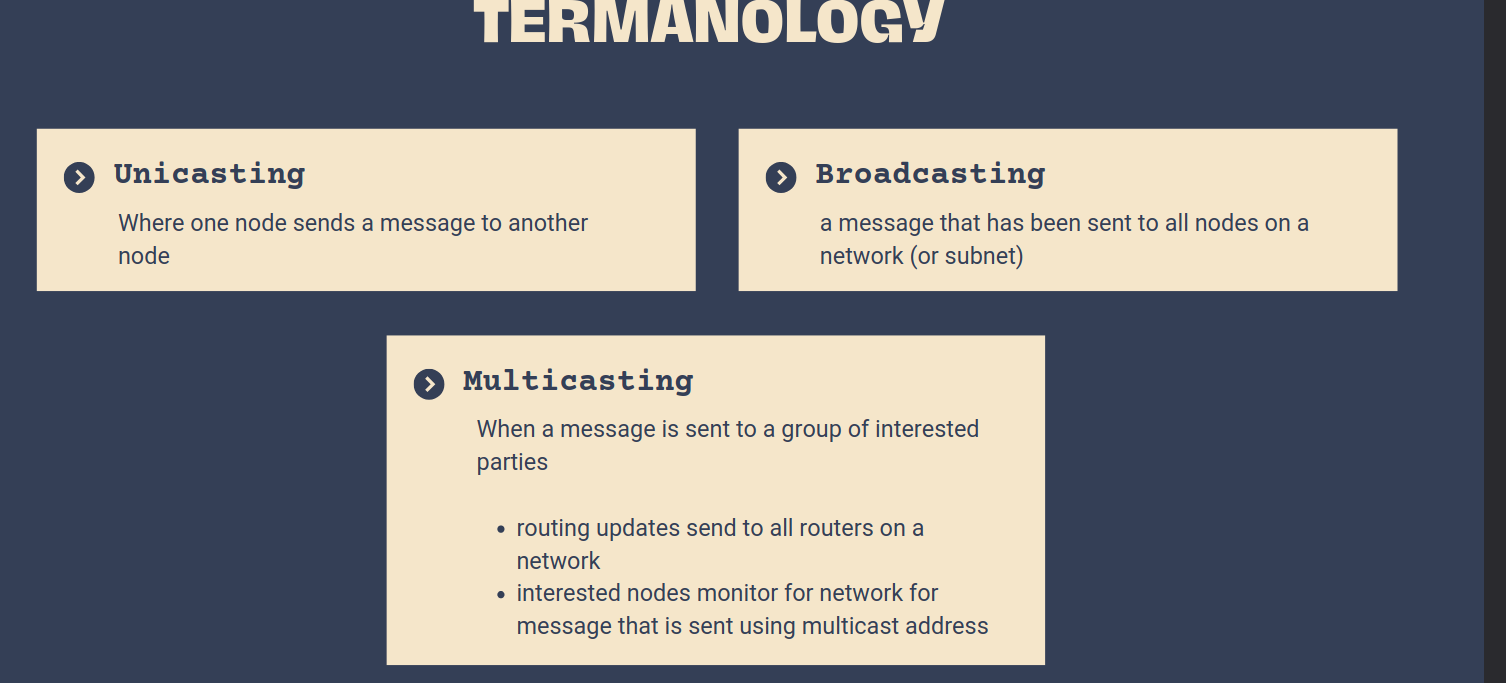 TERMANOLOGY
Unicasting
Where one node sends a message to another
node
Broadcasting
a message that has been sent to all nodes on a
network (or subnet)
Multicasting
When a message is sent to a group of interested
parties
• routing updates send to all routers on a
network
• interested nodes monitor for network for
message that is sent using multicast address